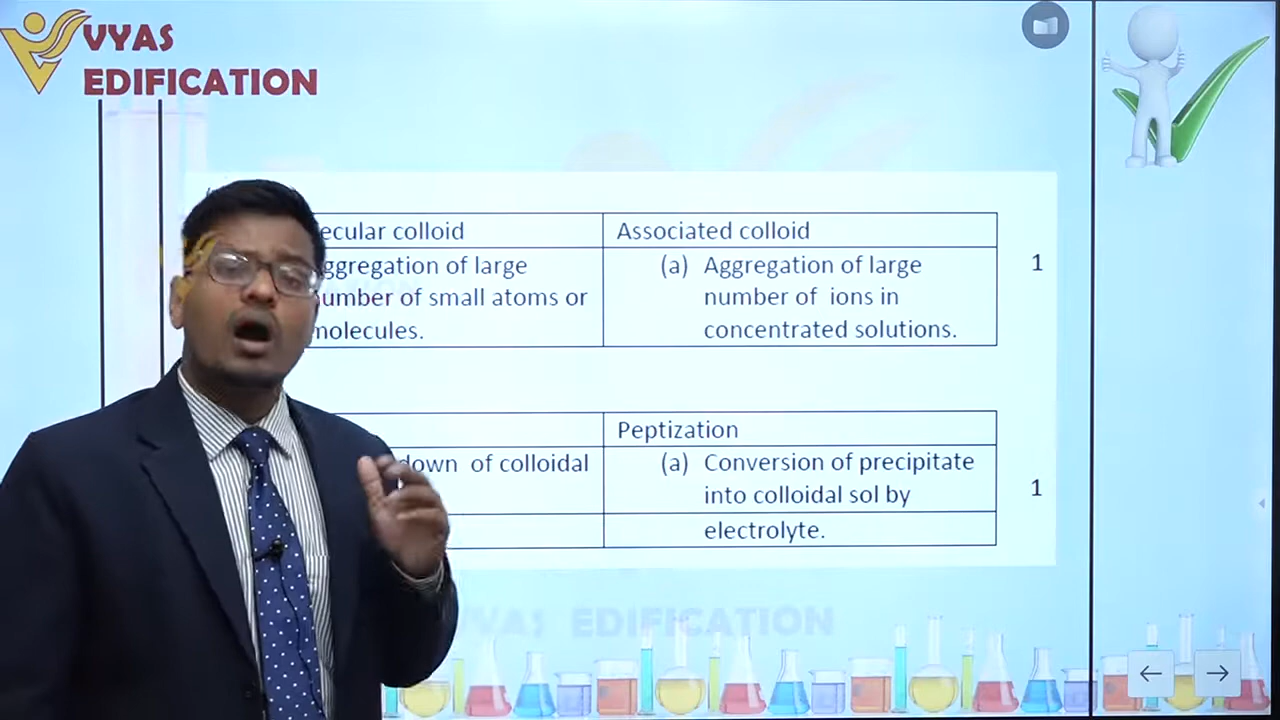 VYAS
EDIFICATION
ecular colloid
Associated colloid
ggregation of large
umber of small atoms or
molecules.
(a) Aggregation of large
number of ions in
concentrated solutions.
1
Peptization
down of colloidal
(a) Conversion of precipitate
into colloidal sol by
electrolyte.
1
VYAS EDIFICATION